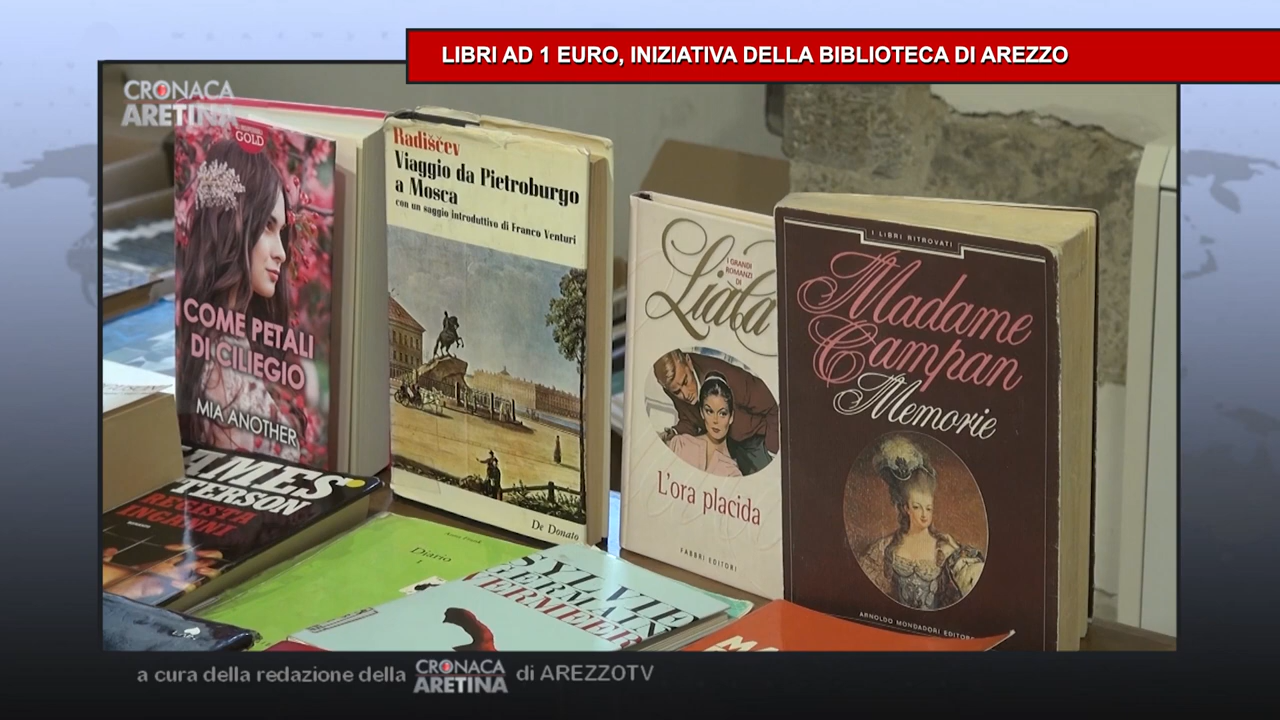 LIBRI AD 1 EURO, INIZIATIVA DELLA BIBLIOTECA DI AREZZO
CRONACA
ARETINA
GOLD
COME PETALI
DI CILIEGIO
MIA ANOTHER
Radiščev
Viaggio da Pietroburgo
a Mosca
con un saggio introduttivo di Franco Venturi
De Donato
I GRANDI
ROMANZI
DI
Liala
L'ora placida
FABBRI EDITORI
I LIBRI RITROVATI
Madame
Campan
Memorie
ARNOLDO MONDADORI EDITORE
Anna Frank
Diario
SYLVIE
GERMAIN
a cura della redazione della CRONACA ARETINA di AREZZOTV